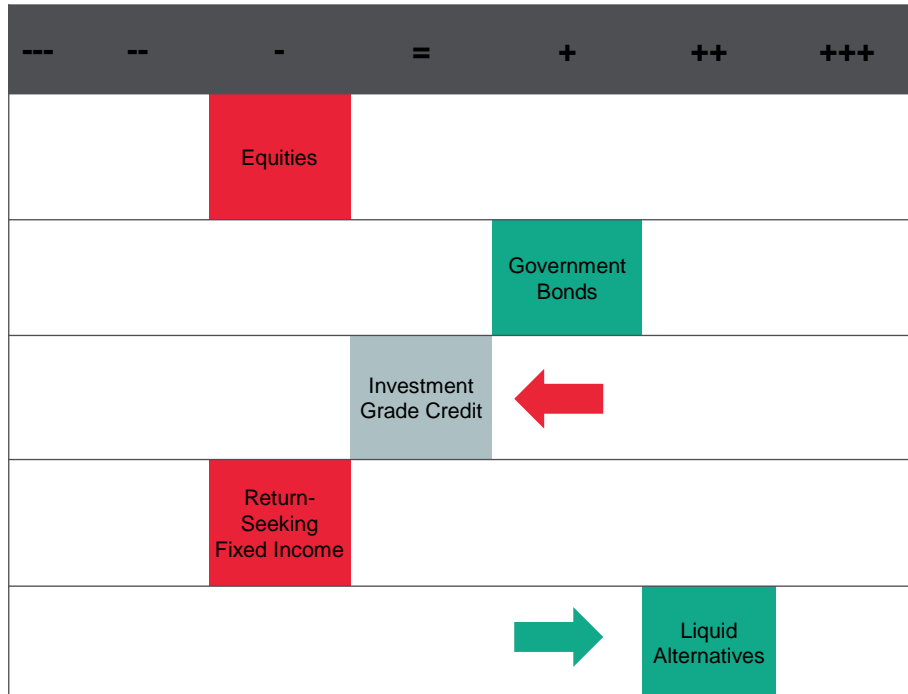 --- -- - = + ++ +++
Equities
Government
Bonds
Investment
Grade Credit
Return-
Seeking
Fixed Income
Liquid
Alternatives